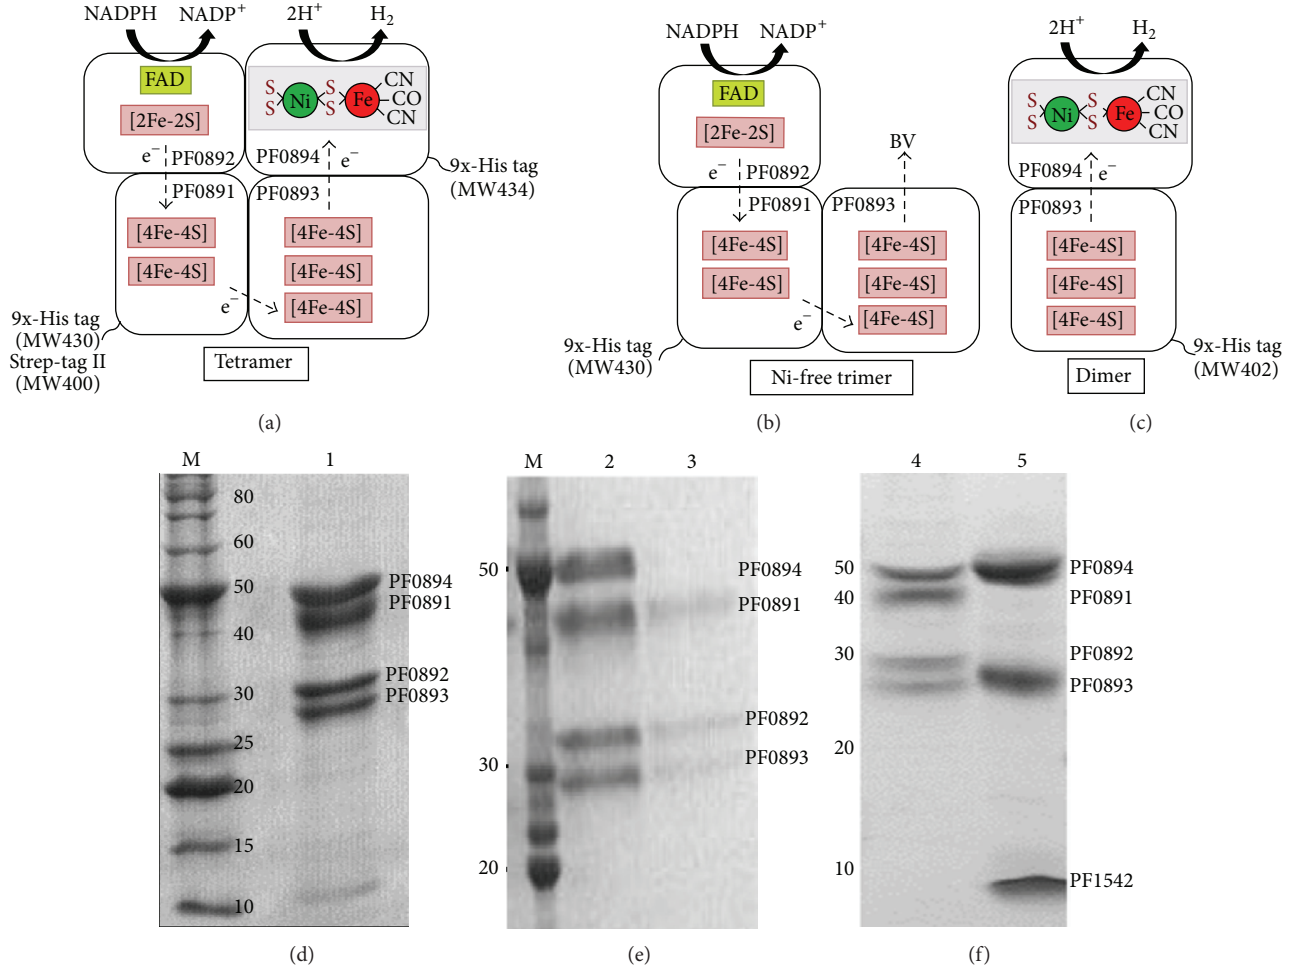 NADPH NADP+ 2H+ H2
FAD
[2Fe-2S]
S S Ni S S Fe CN CO CN
e− PF0892 PF0894 e−
PF0891 PF0893
9x-His tag
(MW434)
[4Fe-4S] [4Fe-4S]
[4Fe-4S] [4Fe-4S]
e− [4Fe-4S]
9x-His tag
(MW430)
Strep-tag II
(MW400)
Tetramer
(a)
NADPH NADP+
FAD
[2Fe-2S]
BV
e− PF0892
PF0891 PF0893
[4Fe-4S] [4Fe-4S]
[4Fe-4S] [4Fe-4S]
e− [4Fe-4S]
9x-His tag
(MW430)
Ni-free trimer
(b)
2H+ H2
S S Ni S S Fe CN CO CN
PF0894 e−
PF0893
[4Fe-4S]
[4Fe-4S]
[4Fe-4S]
9x-His tag
(MW402)
Dimer
(c)
M 1
80
60
50 PF0894
PF0891
40
PF0892
30 PF0893
25
20
15
10
(d)
M 2 3
50 PF0894
PF0891
PF0892
30 PF0893
20
(e)
4 5
50 PF0894
40 PF0891
30 PF0892
PF0893
20
10 PF1542
(f)